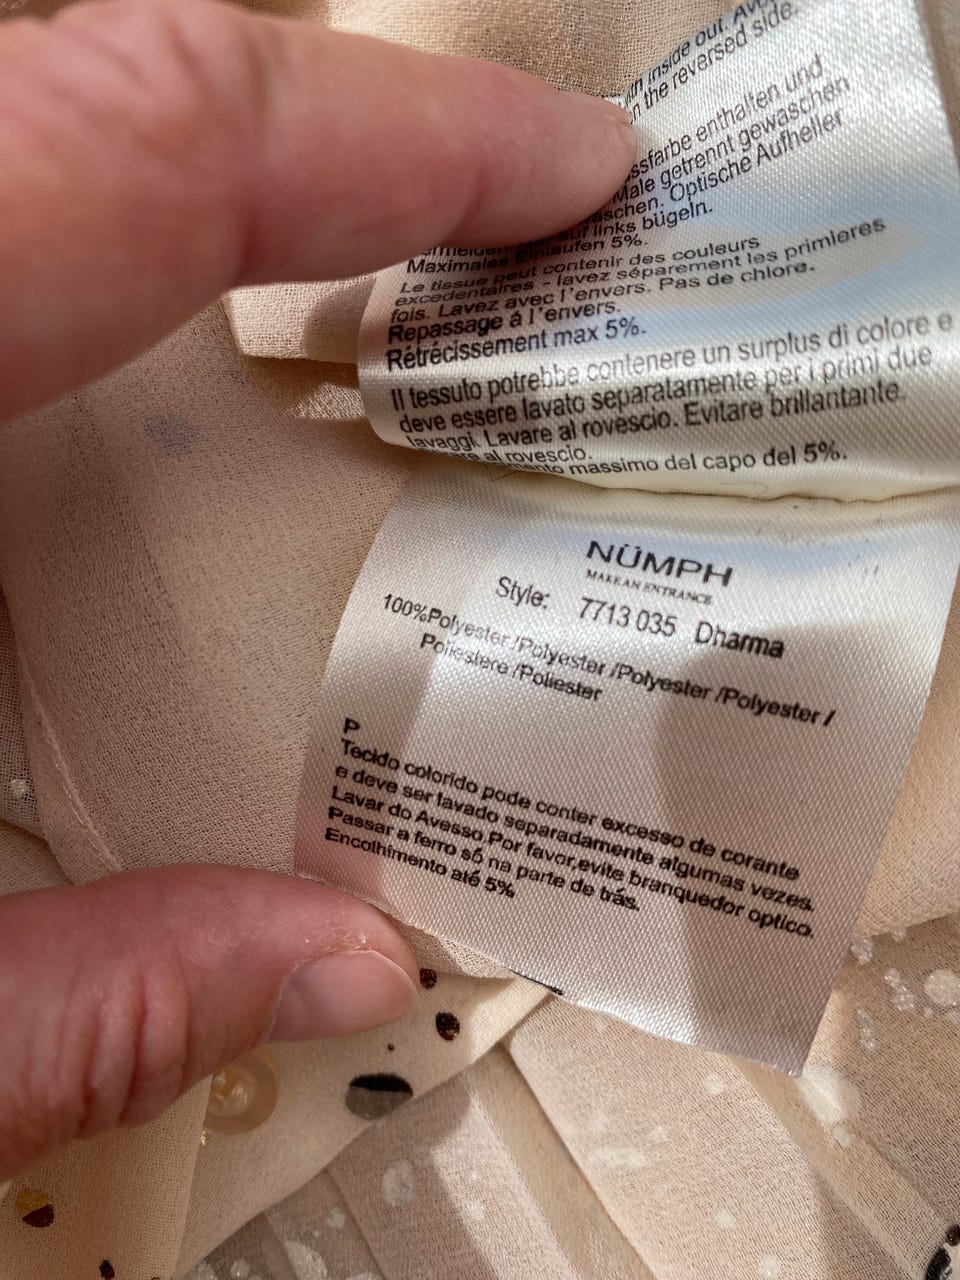 inside out.
on the reversed side.
enthalten und
Male getrennt gewaschen
Optische Aufheller
auf links bügeln.
Maximales Einlaufen 5%.
Le tissue peut contenir des couleurs
excedentaires - lavez séparement les primieres
fois. Lavez avec l'envers. Pas de chlore.
Repassage á l'envers.
Rétrécissement max 5%.
Il tessuto potrebbe contenere un surplus di colore e
deve essere lavato separatamente per i primi due
lavaggi. Lavare al rovescio. Evitare brillantante.
al rovescio.
massimo del capo del 5%.
NÜMPH
MAKE AN ENTRANCE
Style: 7713 035 Dharma
100%Polyester /Polyester /Polyester /Polyester /
Poliestere /Poliester
P
Tecido colorido pode conter excesso de corante
e deve ser lavado separadamente algumas vezes.
Lavar do Avesso.Por favor,evite branquedor optico.
Passar a ferro só na parte de trás.
Encolhimento até 5%.